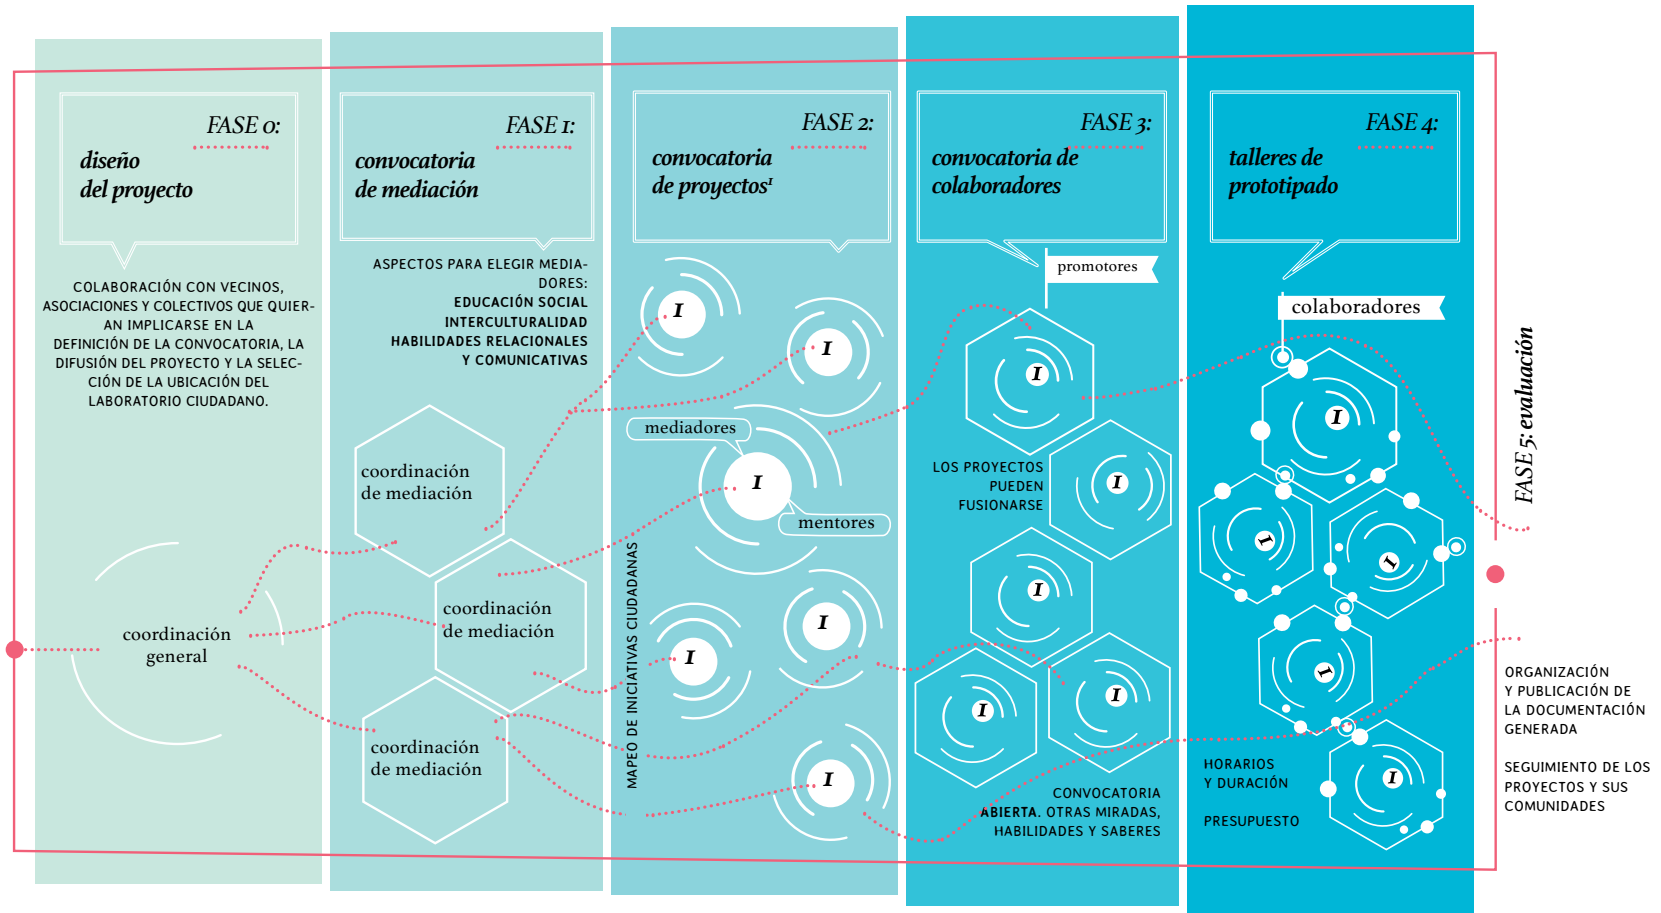 FASE 0:
diseño
del proyecto
COLABORACIÓN CON VECINOS,
ASOCIACIONES Y COLECTIVOS QUE QUIER-
AN IMPLICARSE EN LA
DEFINICIÓN DE LA CONVOCATORIA, LA
DIFUSIÓN DEL PROYECTO Y LA SELEC-
CIÓN DE LA UBICACIÓN DEL
LABORATORIO CIUDADANO.
coordinación
general
FASE 1:
convocatoria
de mediación
ASPECTOS PARA ELEGIR MEDIA-
DORES:
EDUCACIÓN SOCIAL
INTERCULTURALIDAD
HABILIDADES RELACIONALES
Y COMUNICATIVAS
coordinación
de mediación
coordinación
de mediación
coordinación
de mediación
FASE 2:
convocatoria
de proyectos¹
I
I
mediadores
I
mentores
I
I
I
MAPEO DE INICIATIVAS CIUDADANAS
FASE 3:
convocatoria de
colaboradores
promotores
I
LOS PROYECTOS
PUEDEN
FUSIONARSE
I
I
I
I
CONVOCATORIA
ABIERTA. OTRAS MIRADAS,
HABILIDADES Y SABERES
FASE 4:
talleres de
prototipado
colaboradores
I
I
I
I
I
HORARIOS
Y DURACIÓN
PRESUPUESTO
FASE 5: evaluación
ORGANIZACIÓN
Y PUBLICACIÓN DE
LA DOCUMENTACIÓN
GENERADA
SEGUIMIENTO DE LOS
PROYECTOS Y SUS
COMUNIDADES